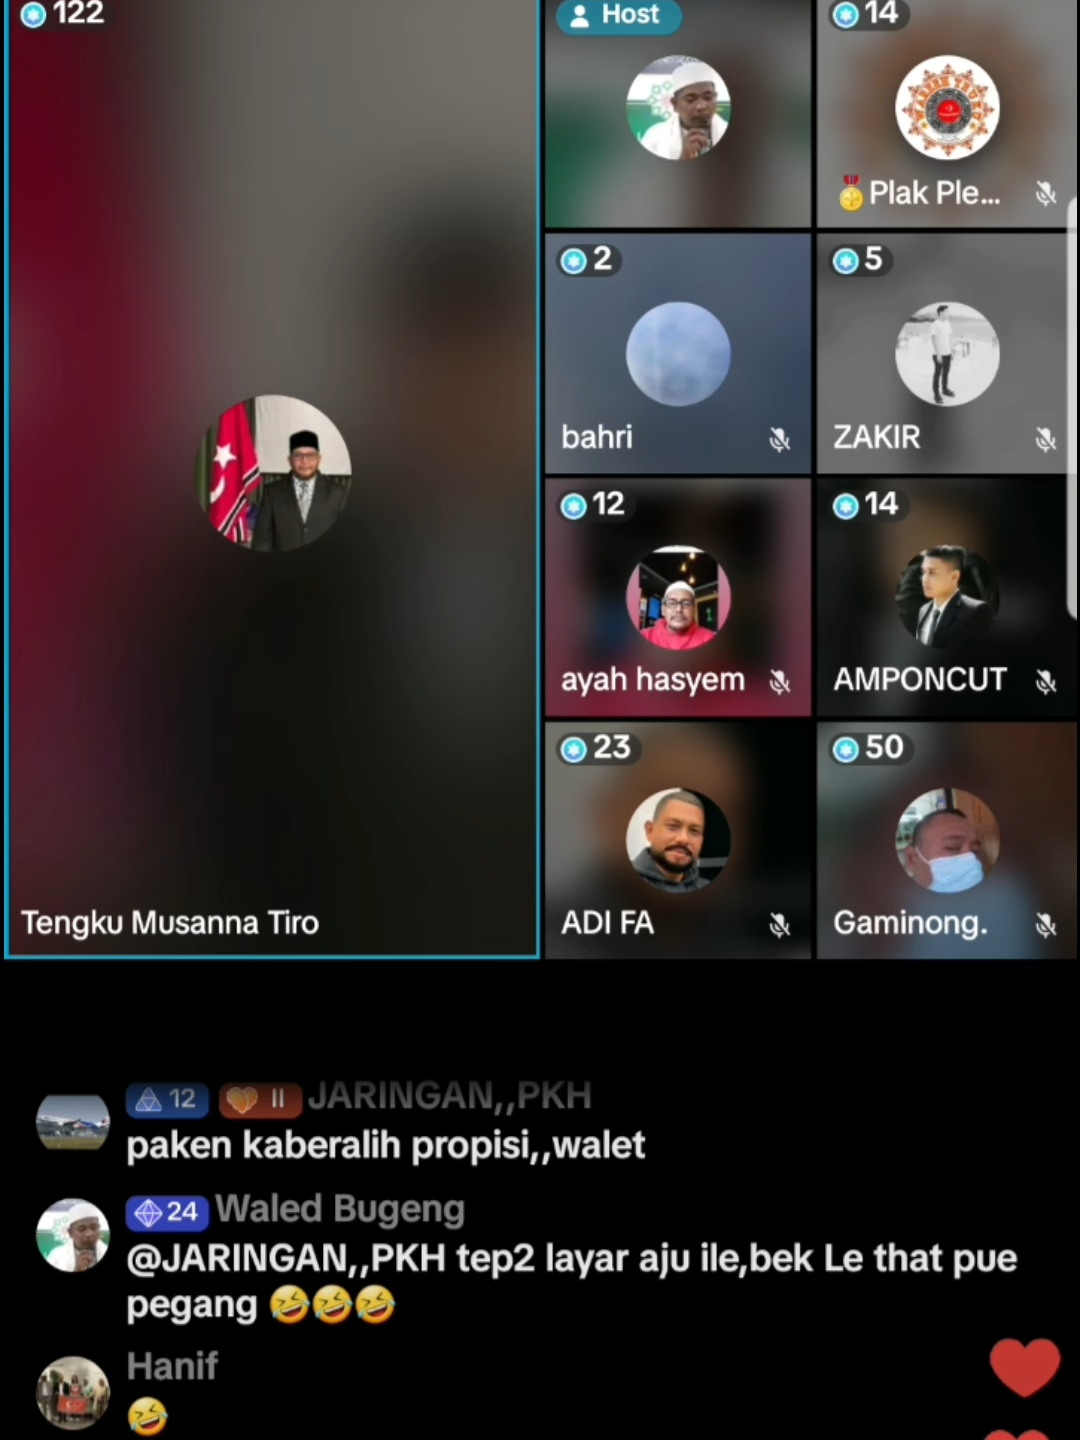 122
Host
14
Plak Ple...
2
bahri
5
ZAKIR
12
ayah hasyem
14
AMPONCUT
23
ADI FA
50
Gaminong.
Tengku Musanna Tiro
12 II JARINGAN,,PKH
paken kaberalih propisi,,walet
24 Waled Bugeng
@JARINGAN,,PKH tep2 layar aju ile,bek Le that pue
pegang 🤣🤣🤣
Hanif
🤣